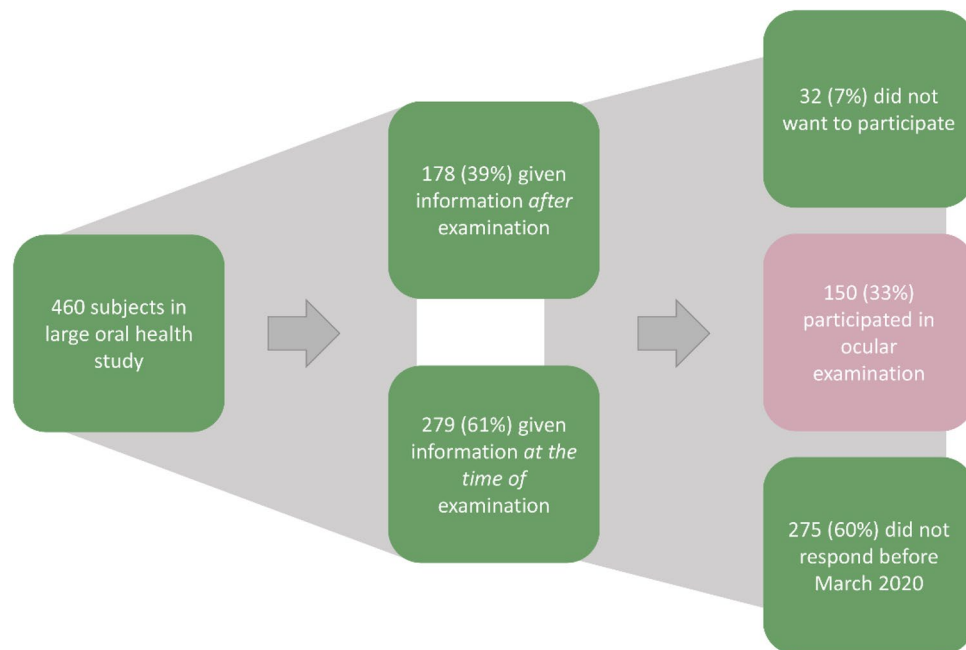 460 subjects in
large oral health
study
178 (39%) given
information after
examination
279 (61%) given
information at the
time of
examination
32 (7%) did not
want to participate
150 (33%)
participated in
ocular
examination
275 (60%) did not
respond before
March 2020